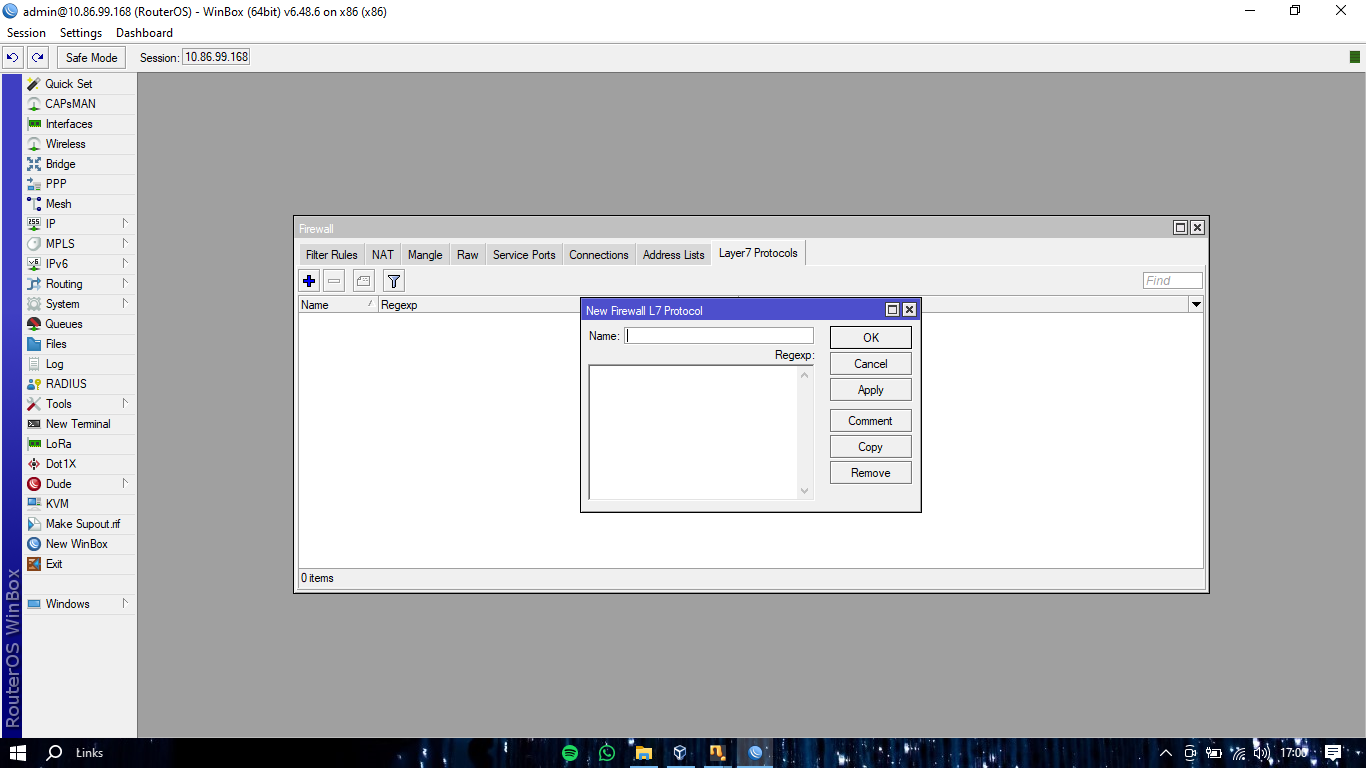 admin@10.86.99.168 (RouterOS) - WinBox (64bit) v6.48.6 on x86 (x86)
Session Settings Dashboard
Safe Mode Session: 10.86.99.168
Quick Set
CAPsMAN
Interfaces
Wireless
Bridge
PPP
Mesh
IP
MPLS
IPv6
Routing
System
Queues
Files
Log
RADIUS
Tools
New Terminal
LoRa
Dot1X
Dude
KVM
Make Supout.rif
New WinBox
Exit
Windows
RouterOS WinBox
Firewall
Filter Rules NAT Mangle Raw Service Ports Connections Address Lists Layer7 Protocols
Find
Name Regexp
New Firewall L7 Protocol
Name:
Regexp:
OK
Cancel
Apply
Comment
Copy
Remove
0 items
Łinks
17:00